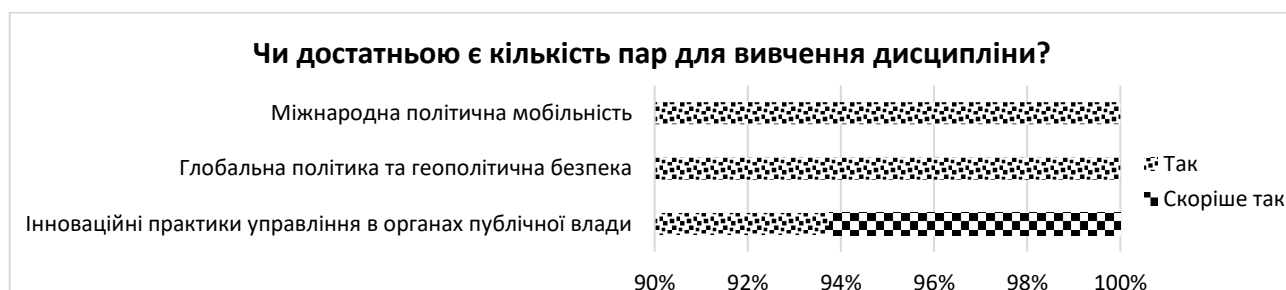 Чи достатньою є кількість пар для вивчення дисципліни?
Міжнародна політична мобільність
Глобальна політика та геополітична безпека
Інноваційні практики управління в органах публічної влади
90% 92% 94% 96% 98% 100%
Так
Скоріше так